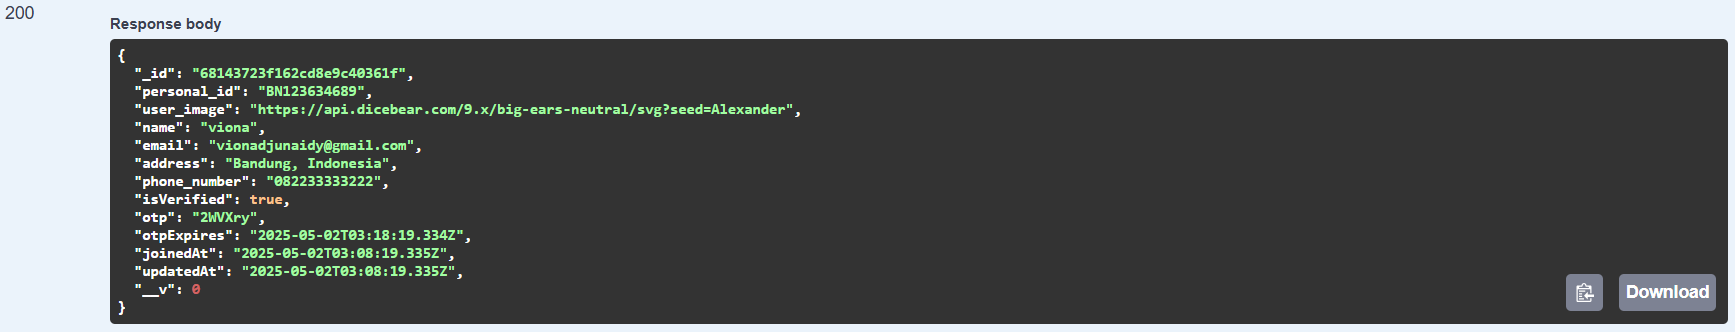 200
Response body
{
"_id": "68143723f162cd8e9c40361f",
"personal_id": "BN123634689",
"user_image": "https://api.dicebear.com/9.x/big-ears-neutral/svg?seed=Alexander",
"name": "viona",
"email": "vionadjunaidy@gmail.com",
"address": "Bandung, Indonesia",
"phone_number": "082233333222",
"isVerified": true,
"otp": "2WVXry",
"otpExpires": "2025-05-02T03:18:19.334Z",
"joinedAt": "2025-05-02T03:08:19.335Z",
"updatedAt": "2025-05-02T03:08:19.335Z",
"__v": 0
}
Download